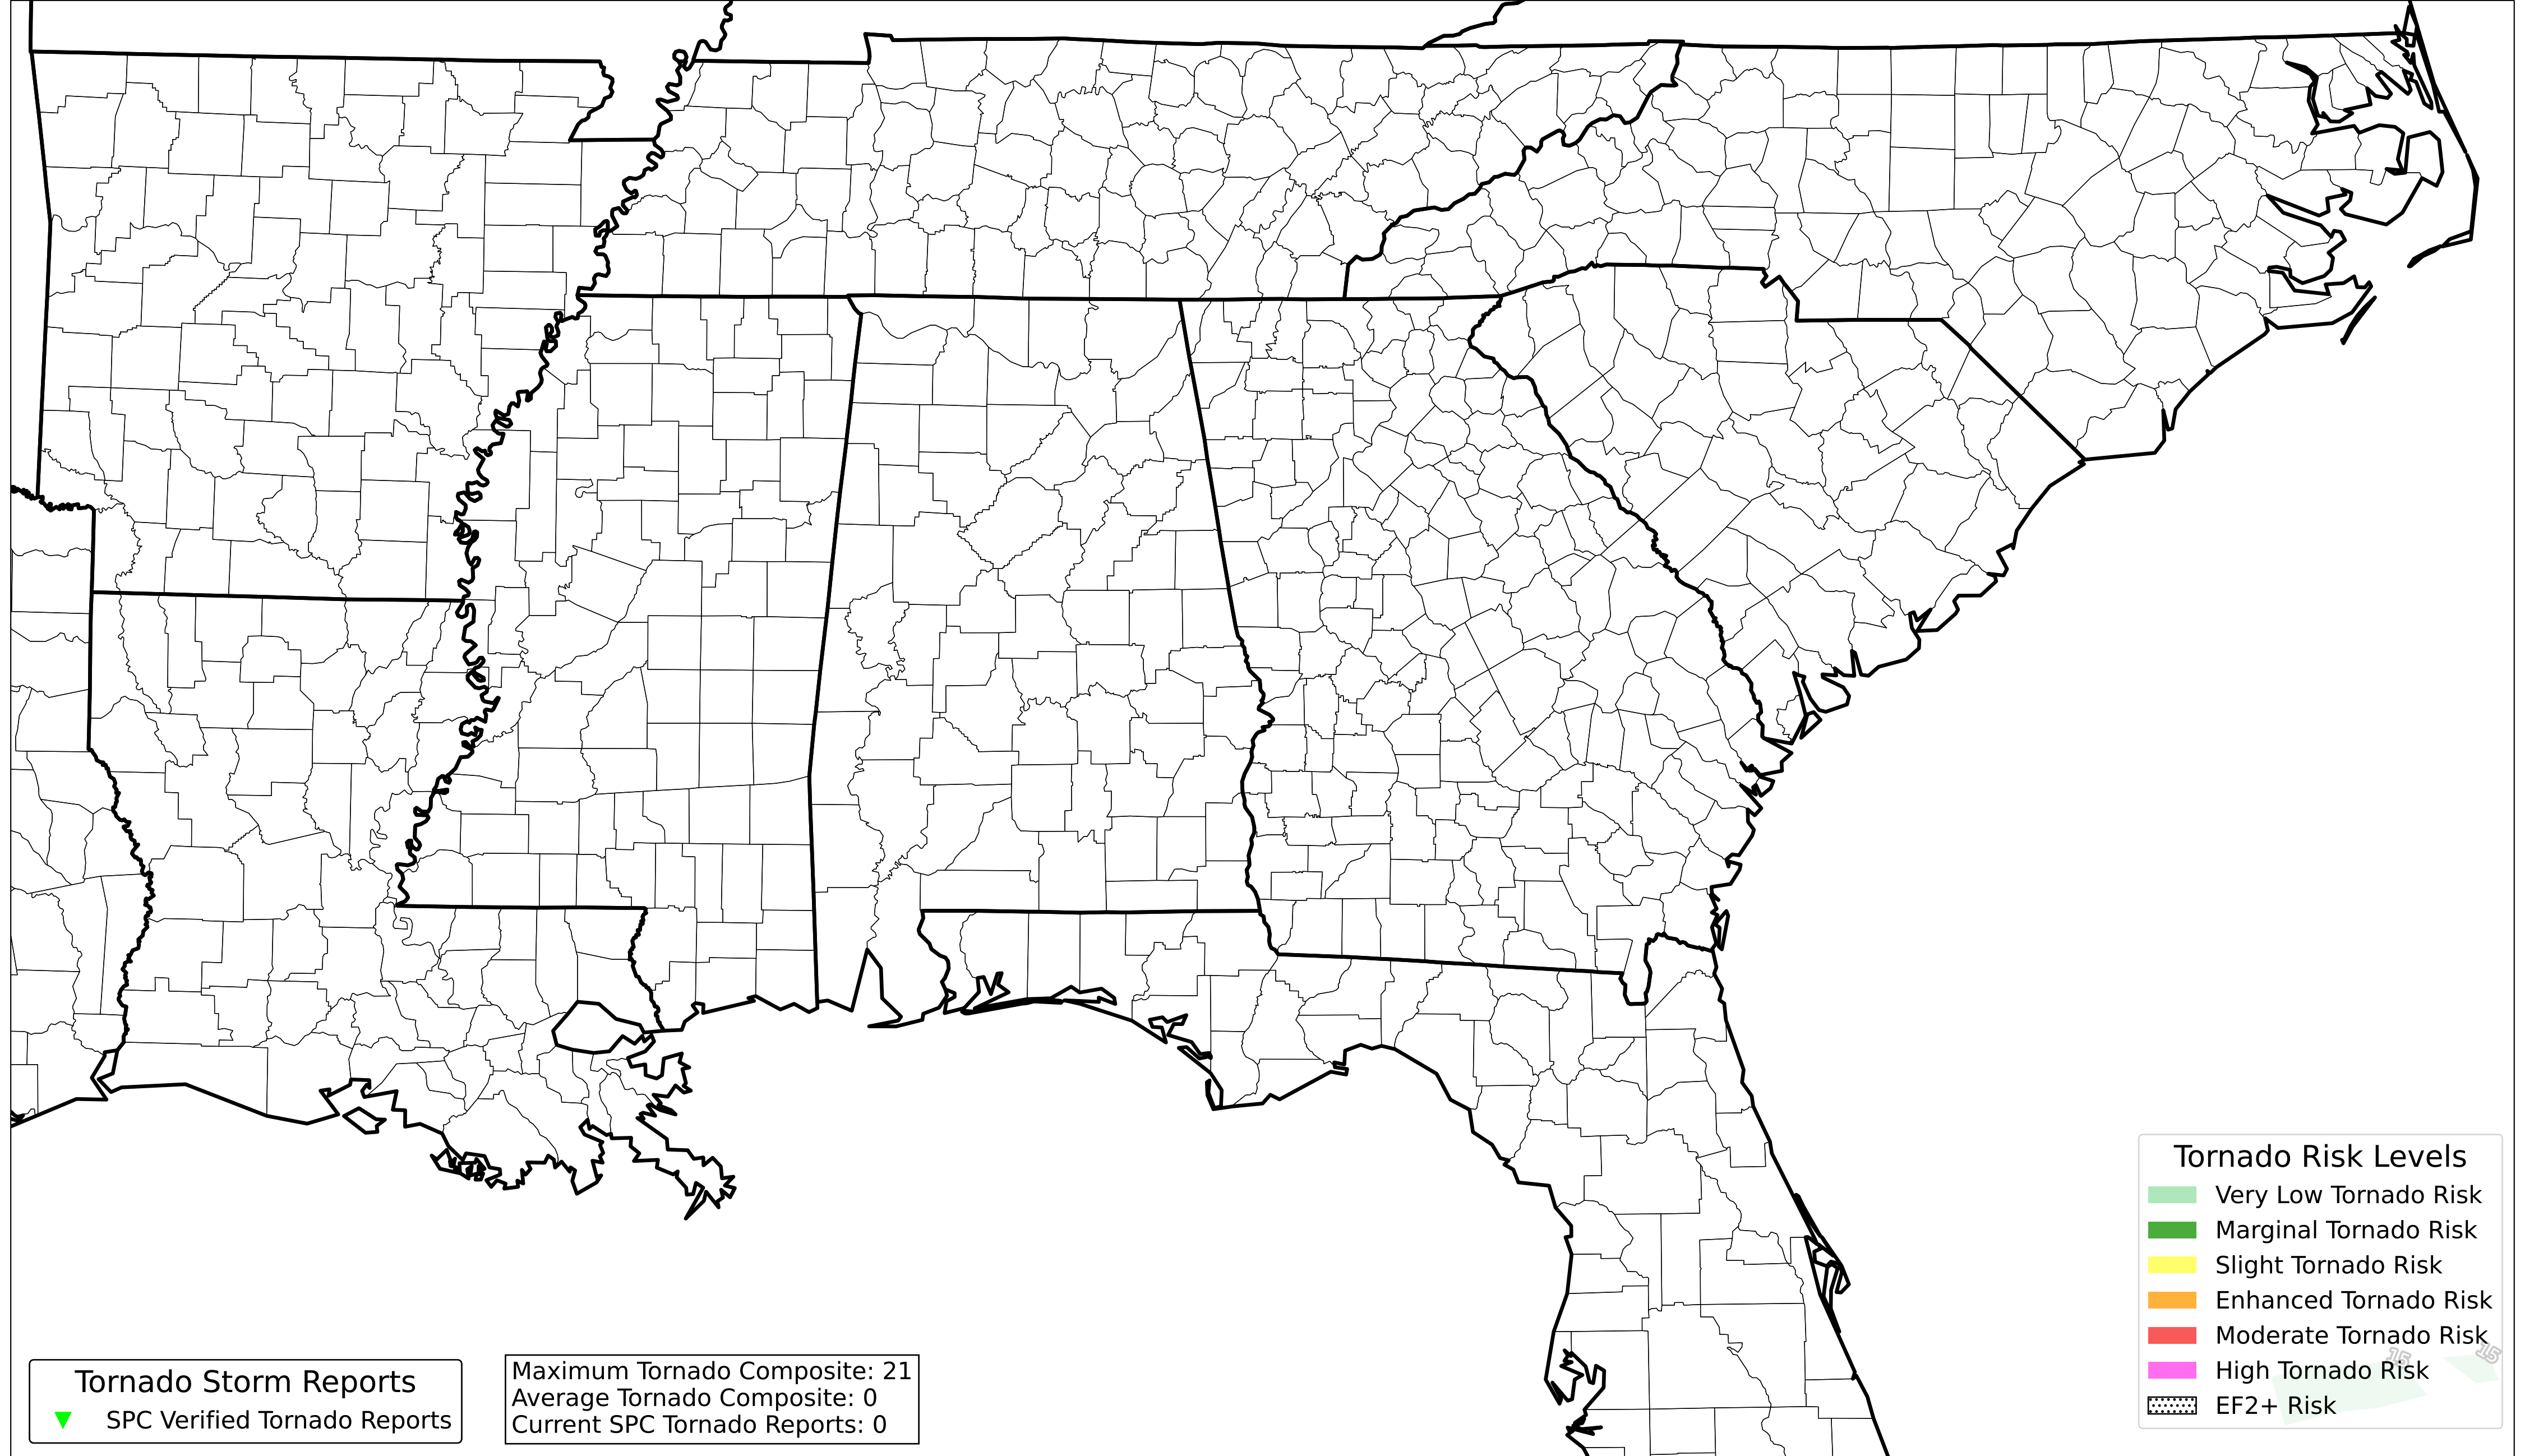 Tornado Risk Levels
Very Low Tornado Risk
Marginal Tornado Risk
Slight Tornado Risk
Enhanced Tornado Risk
Moderate Tornado Risk
15
15
High Tornado Risk
EF2+ Risk
Tornado Storm Reports
SPC Verified Tornado Reports
Maximum Tornado Composite: 21
Average Tornado Composite: 0
Current SPC Tornado Reports: 0